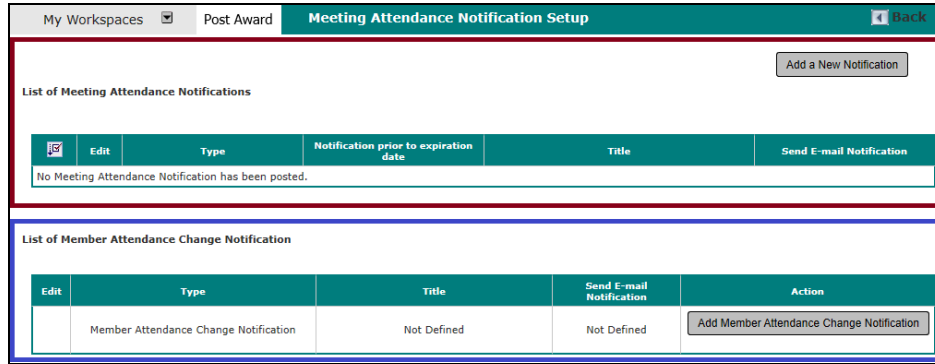 My Workspaces Post Award Meeting Attendance Notification Setup Back
Add a New Notification
List of Meeting Attendance Notifications
Edit Type Notification prior to expiration date Title Send E-mail Notification
No Meeting Attendance Notification has been posted.
List of Member Attendance Change Notification
Edit Type Title Send E-mail Notification Action
Member Attendance Change Notification Not Defined Not Defined Add Member Attendance Change Notification